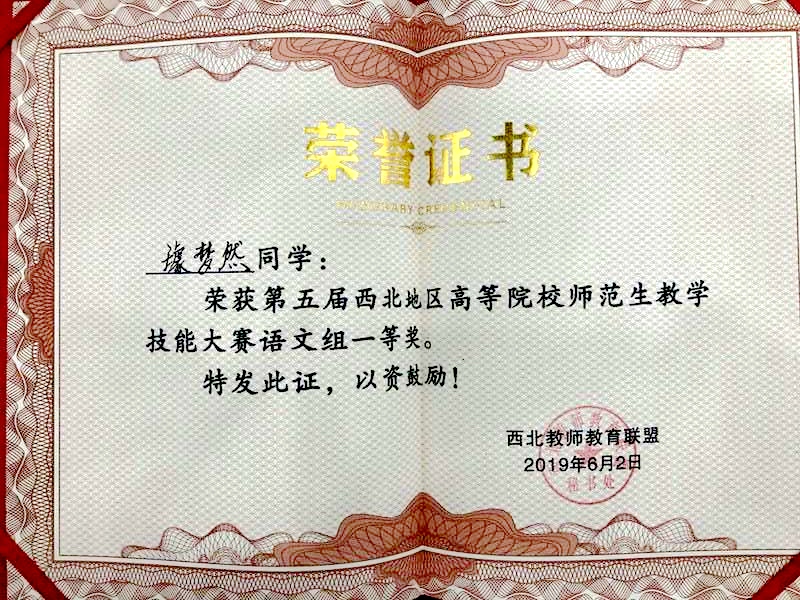 荣誉证书
HONORARY CREDENTIAL
梦然同学：
荣获第五届西北地区高等院校师范生教学
技能大赛语文组一等奖。
特发此证，以资鼓励！
西北教师教育联盟
2019年6月2日
秘书处